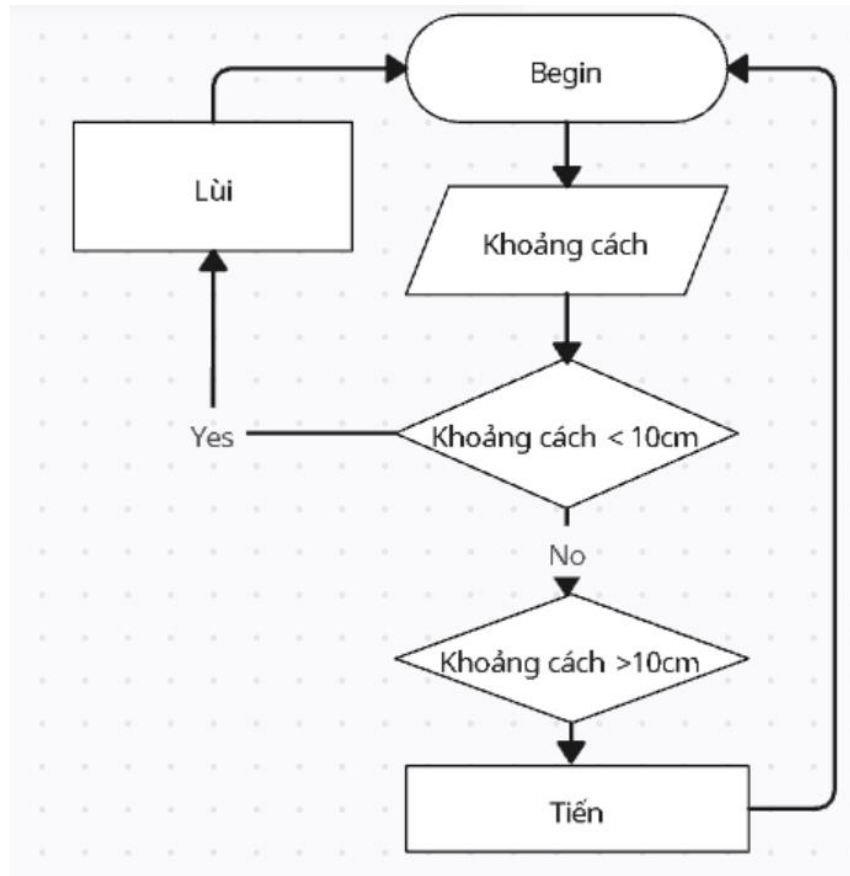 Begin
Lùi
Khoảng cách
Yes
Khoảng cách < 10cm
No
Khoảng cách >10cm
Tiến